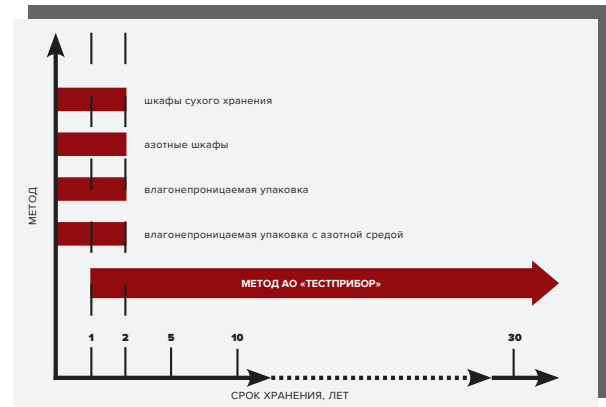 шкафы сухого хранения
азотные шкафы
влагонепроницаемая упаковка
влагонепроницаемая упаковка с азотной средой
МЕТОД
МЕТОД АО «ТЕСТПРИБОР»
1 2 5 10 30
СРОК ХРАНЕНИЯ, ЛЕТ